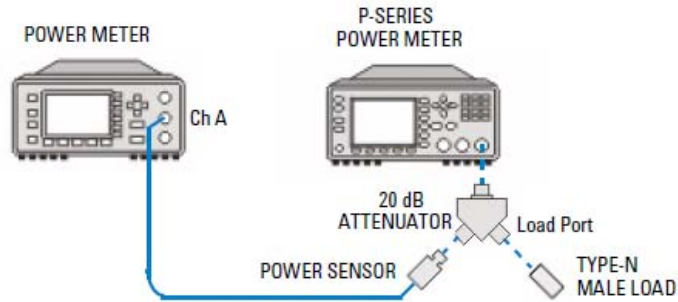 POWER METER
P-SERIES
POWER METER
Ch A
20 dB
ATTENUATOR
Load Port
POWER SENSOR
TYPE-N
MALE LOAD